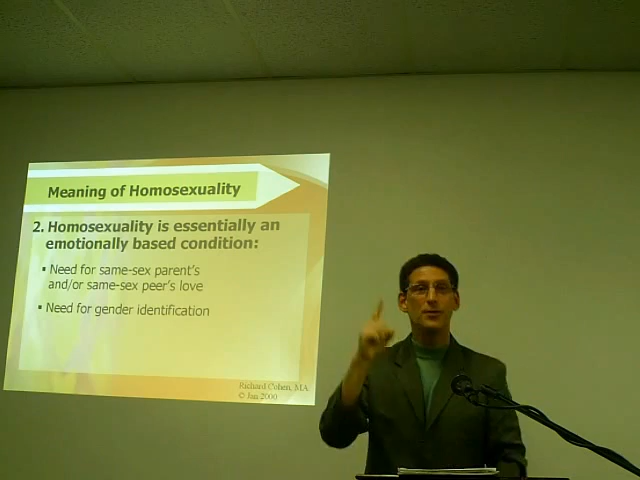 Meaning of Homosexuality
2. Homosexuality is essentially an
emotionally based condition:
▪ Need for same-sex parent's
and/or same-sex peer's love
▪ Need for gender identification
Richard Cohen, MA
© Jan 2000